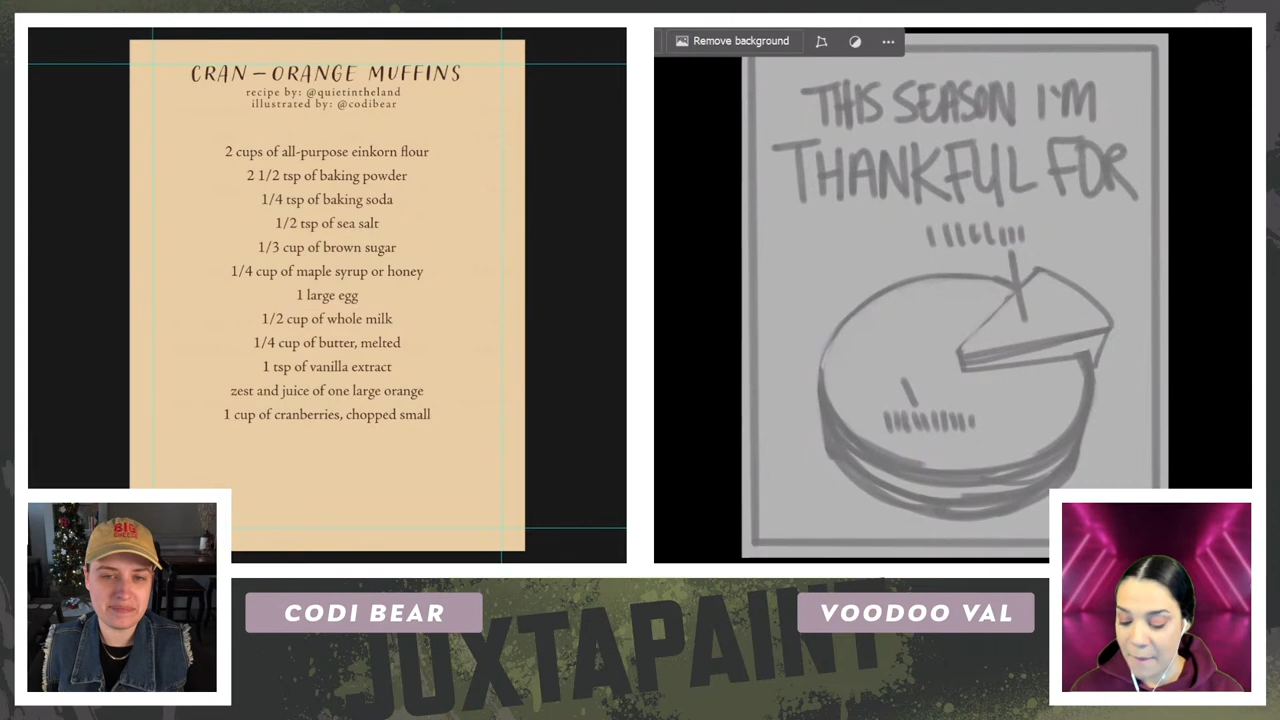 CRAN-ORANGE MUFFINS
recipe by: @quietintheland
illustrated by: @codibear
2 cups of all-purpose einkorn flour
2 1/2 tsp of baking powder
1/4 tsp of baking soda
1/2 tsp of sea salt
1/3 cup of brown sugar
1/4 cup of maple syrup or honey
1 large egg
1/2 cup of whole milk
1/4 cup of butter, melted
1 tsp of vanilla extract
zest and juice of one large orange
1 cup of cranberries, chopped small
Remove background
THIS SEASON I'M
THANKFUL FOR
BIG
CHEESE
CODI BEAR
VOODOO VAL
JUXTAPAINT